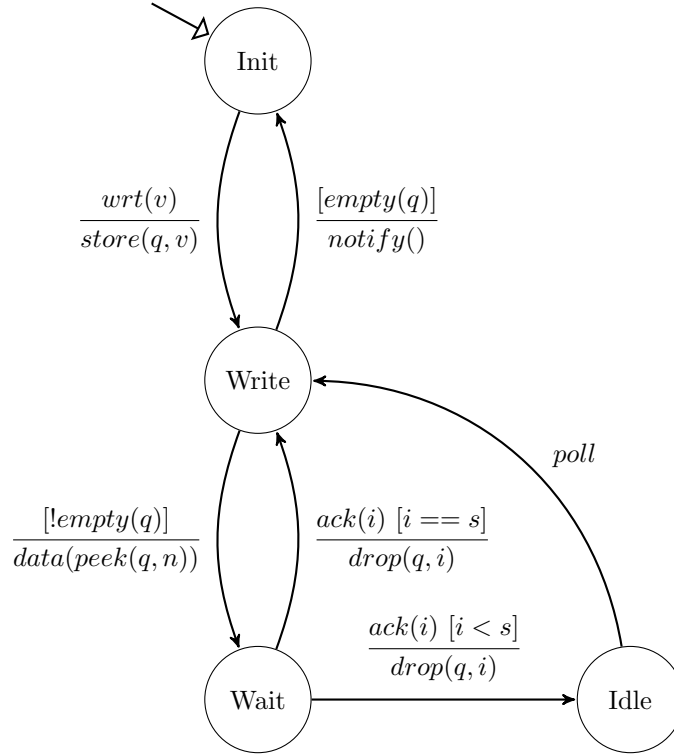 Init
wrt(v)
store(q, v)
[empty(q)]
notify()
Write
poll
[!empty(q)]
data(peek(q, n))
ack(i) [i == s]
drop(q, i)
ack(i) [i < s]
drop(q, i)
Wait
Idle